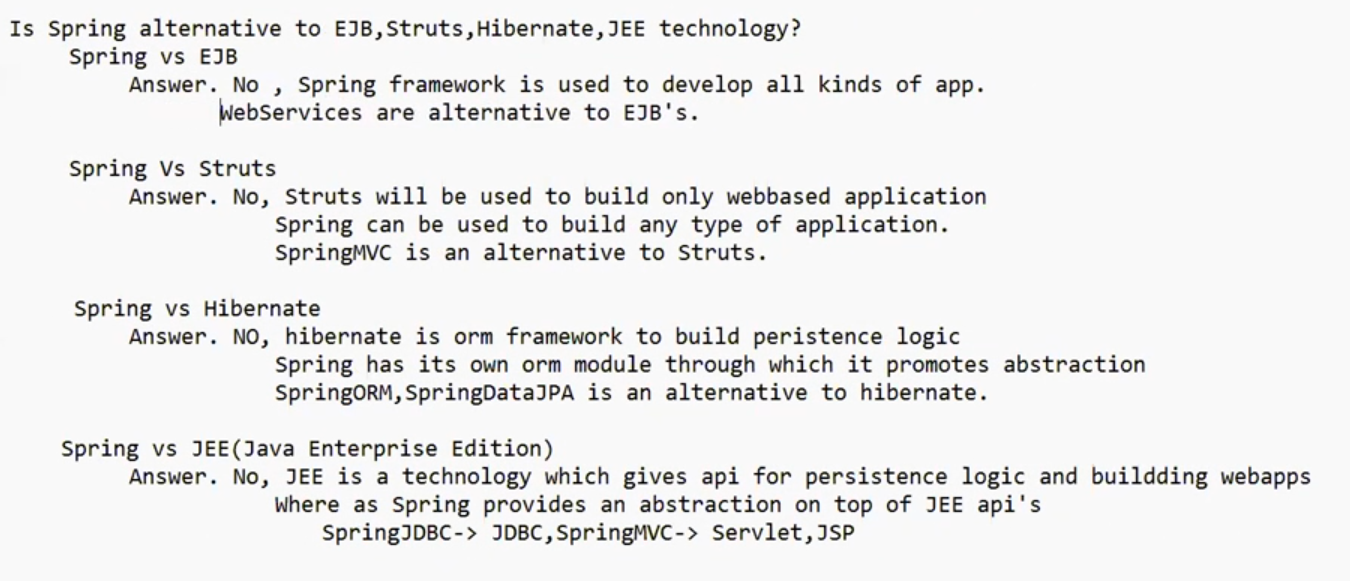 Is Spring alternative to EJB,Struts,Hibernate,JEE technology?
Spring vs EJB
Answer. No , Spring framework is used to develop all kinds of app.
WebServices are alternative to EJB's.
Spring Vs Struts
Answer. No, Struts will be used to build only webbased application
Spring can be used to build any type of application.
SpringMVC is an alternative to Struts.
Spring vs Hibernate
Answer. NO, hibernate is orm framework to build peristence logic
Spring has its own orm module through which it promotes abstraction
SpringORM,SpringDataJPA is an alternative to hibernate.
Spring vs JEE(Java Enterprise Edition)
Answer. No, JEE is a technology which gives api for persistence logic and buildding webapps
Where as Spring provides an abstraction on top of JEE api's
SpringJDBC-> JDBC,SpringMVC-> Servlet,JSP